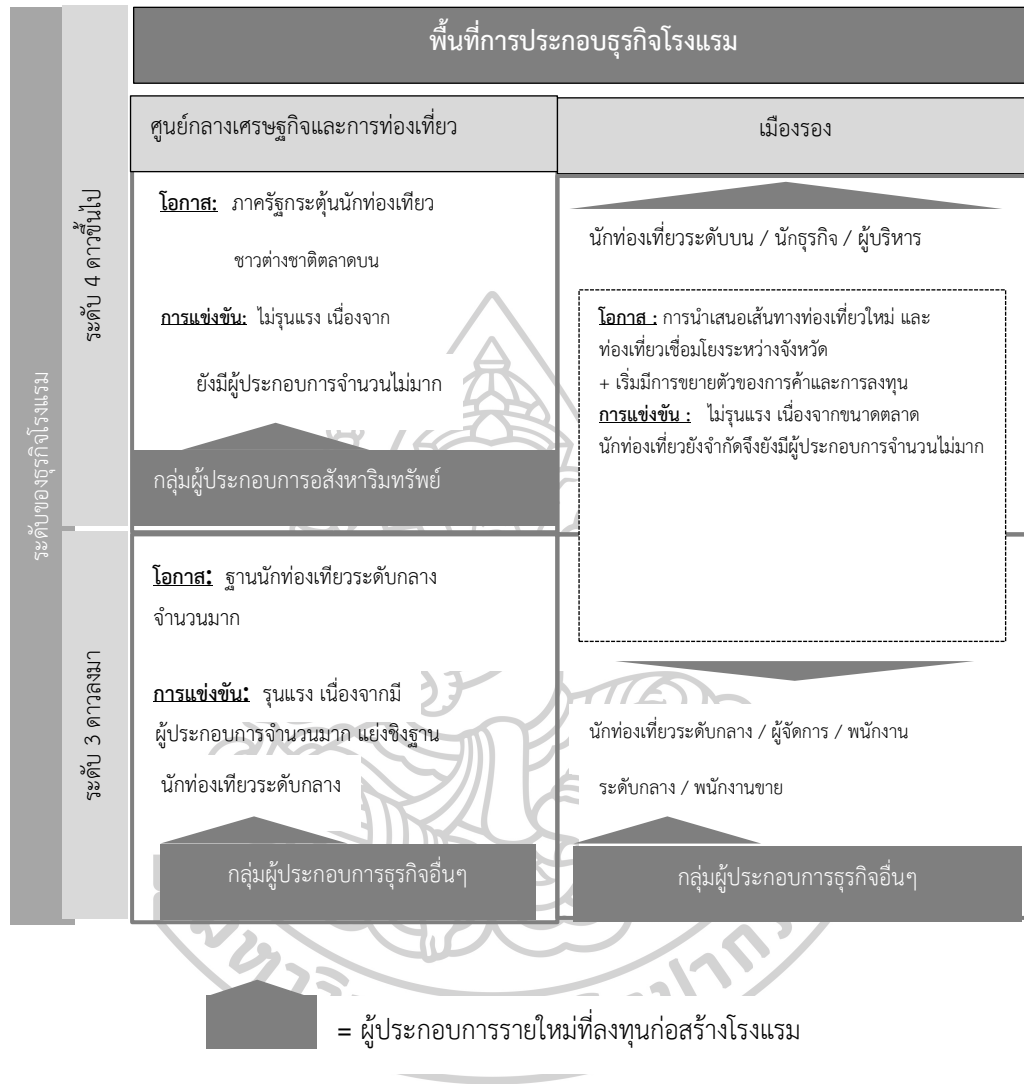 พื้นที่การประกอบธุรกิจโรงแรม
ศูนย์กลางเศรษฐกิจและการท่องเที่ยว
เมืองรอง
ระดับของธุรกิจโรงแรม
ระดับ 4 ดาวขึ้นไป
โอกาส: ภาครัฐกระตุ้นนักท่องเทียว
ชาวต่างชาติตลาดบน
การแข่งขัน: ไม่รุนแรง เนื่องจาก
ยังมีผู้ประกอบการจำนวนไม่มาก
กลุ่มผู้ประกอบการอสังหาริมทรัพย์
นักท่องเที่ยวระดับบน / นักธุรกิจ / ผู้บริหาร
โอกาส : การนำเสนอเส้นทางท่องเที่ยวใหม่ และ
ท่องเที่ยวเชื่อมโยงระหว่างจังหวัด
+ เริ่มมีการขยายตัวของการค้าและการลงทุน
การแข่งขัน : ไม่รุนแรง เนื่องจากขนาดตลาด
นักท่องเที่ยวยังจำกัดจึงยังมีผู้ประกอบการจำนวนไม่มาก
ระดับ 3 ดาวลงมา
โอกาส: ฐานนักท่องเทียวระดับกลาง
จำนวนมาก
การแข่งขัน: รุนแรง เนื่องจากมี
ผู้ประกอบการจำนวนมาก แย่งชิงฐาน
นักท่องเทียวระดับกลาง
กลุ่มผู้ประกอบการธุรกิจอื่นๆ
นักท่องเที่ยวระดับกลาง / ผู้จัดการ / พนักงาน
ระดับกลาง / พนักงานขาย
กลุ่มผู้ประกอบการธุรกิจอื่นๆ
= ผู้ประกอบการรายใหม่ที่ลงทุนก่อสร้างโรงแรม